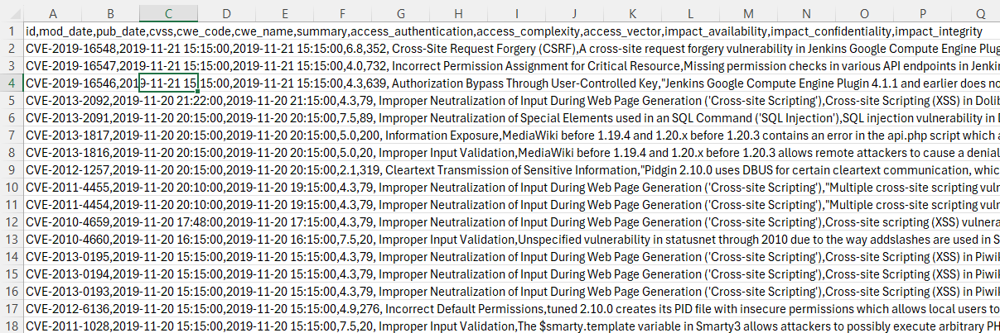 A B C D E F G H I J K L M N O P Q
1 id,mod_date,pub_date,cvss,cwe_code,cwe_name,summary,access_authentication,access_complexity,access_vector,impact_availability,impact_confidentiality,impact_integrity
2 CVE-2019-16548,2019-11-21 15:15:00,2019-11-21 15:15:00,6.8,352, Cross-Site Request Forgery (CSRF),A cross-site request forgery vulnerability in Jenkins Google Compute Engine Plug
3 CVE-2019-16547,2019-11-21 15:15:00,2019-11-21 15:15:00,4.0,732, Incorrect Permission Assignment for Critical Resource,Missing permission checks in various API endpoints in Jenki
4 CVE-2019-16546,2019-11-21 15:15:00,2019-11-21 15:15:00,4.3,639, Authorization Bypass Through User-Controlled Key,"Jenkins Google Compute Engine Plugin 4.1.1 and earlier does no
5 CVE-2013-2092,2019-11-20 21:22:00,2019-11-20 21:15:00,4.3,79, Improper Neutralization of Input During Web Page Generation ('Cross-site Scripting'),Cross-site Scripting (XSS) in Dolib
6 CVE-2013-2091,2019-11-20 20:15:00,2019-11-20 20:15:00,7.5,89, Improper Neutralization of Special Elements used in an SQL Command ('SQL Injection'),SQL injection vulnerability in
7 CVE-2013-1817,2019-11-20 20:15:00,2019-11-20 20:15:00,5.0,200, Information Exposure,MediaWiki before 1.19.4 and 1.20.x before 1.20.3 contains an error in the api.php script which a
8 CVE-2013-1816,2019-11-20 20:15:00,2019-11-20 20:15:00,5.0,20, Improper Input Validation,MediaWiki before 1.19.4 and 1.20.x before 1.20.3 allows remote attackers to cause a denial
9 CVE-2012-1257,2019-11-20 20:15:00,2019-11-20 20:15:00,2.1,319, Cleartext Transmission of Sensitive Information,"Pidgin 2.10.0 uses DBUS for certain cleartext communication, whic
10 CVE-2011-4455,2019-11-20 20:10:00,2019-11-20 19:15:00,4.3,79, Improper Neutralization of Input During Web Page Generation ('Cross-site Scripting'),"Multiple cross-site scripting vuln
11 CVE-2011-4454,2019-11-20 20:10:00,2019-11-20 19:15:00,4.3,79, Improper Neutralization of Input During Web Page Generation ('Cross-site Scripting'),"Multiple cross-site scripting vuln
12 CVE-2010-4659,2019-11-20 17:48:00,2019-11-20 17:15:00,4.3,79, Improper Neutralization of Input During Web Page Generation ('Cross-site Scripting'),Cross-site scripting (XSS) vulnera
13 CVE-2010-4660,2019-11-20 16:15:00,2019-11-20 16:15:00,7.5,20, Improper Input Validation,Unspecified vulnerability in statusnet through 2010 due to the way addslashes are used in S
14 CVE-2013-0195,2019-11-20 15:15:00,2019-11-20 15:15:00,4.3,79, Improper Neutralization of Input During Web Page Generation ('Cross-site Scripting'),Cross-site Scripting (XSS) in Piwik
15 CVE-2013-0194,2019-11-20 15:15:00,2019-11-20 15:15:00,4.3,79, Improper Neutralization of Input During Web Page Generation ('Cross-site Scripting'),Cross-site Scripting (XSS) in Piwik
16 CVE-2013-0193,2019-11-20 15:15:00,2019-11-20 15:15:00,4.3,79, Improper Neutralization of Input During Web Page Generation ('Cross-site Scripting'),Cross-site Scripting (XSS) in Piwik
17 CVE-2012-6136,2019-11-20 15:15:00,2019-11-20 15:15:00,4.9,276, Incorrect Default Permissions,tuned 2.10.0 creates its PID file with insecure permissions which allows local users to
18 CVE-2011-1028,2019-11-20 15:15:00,2019-11-20 15:15:00,7.5,20, Improper Input Validation,The $smarty.template variable in Smarty3 allows attackers to possibly execute arbitrary PH